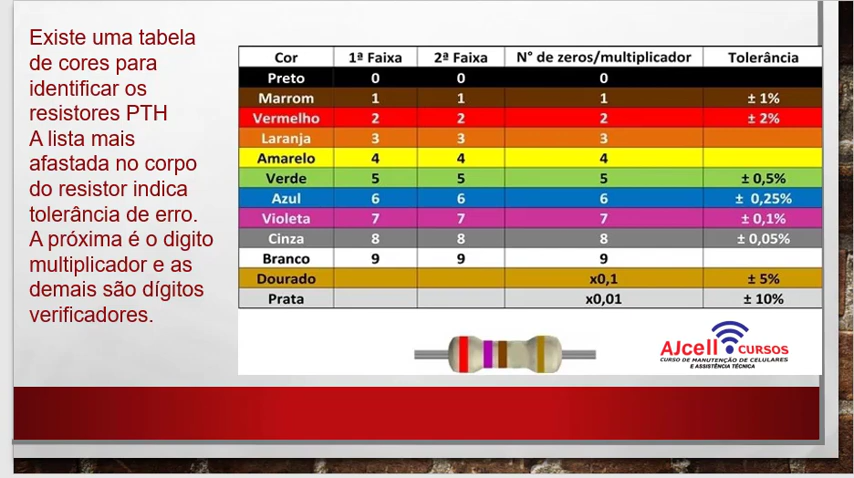 Existe uma tabela
de cores para
identificar os
resistores PTH
A lista mais
afastada no corpo
do resistor indica
tolerância de erro.
A próxima é o digito
multiplicador e as
demais são dígitos
verificadores.
Cor 1ª Faixa 2ª Faixa N° de zeros/multiplicador Tolerância
Preto 0 0 0
Marrom 1 1 1 ± 1%
Vermelho 2 2 2 ± 2%
Laranja 3 3 3
Amarelo 4 4 4
Verde 5 5 5 ± 0,5%
Azul 6 6 6 ± 0,25%
Violeta 7 7 7 ± 0,1%
Cinza 8 8 8 ± 0,05%
Branco 9 9 9
Dourado x0,1 ± 5%
Prata x0,01 ± 10%
AJcell CURSOS
CURSO DE MANUTENÇÃO DE CELULARES
E ASSISTÊNCIA TÉCNICA